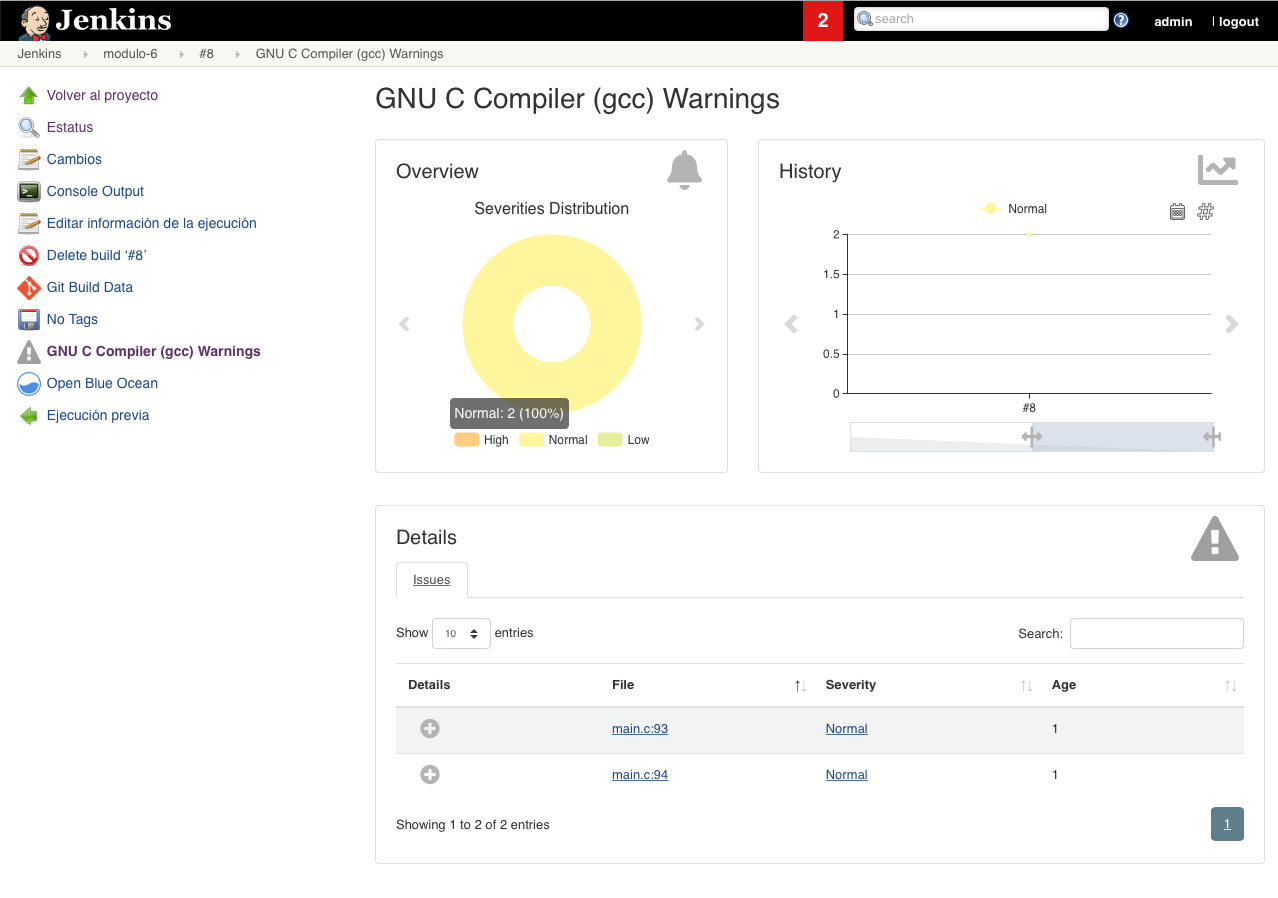 Jenkins
2
search
?
admin
| logout
Jenkins
modulo-6
#8
GNU C Compiler (gcc) Warnings
Volver al proyecto
Estatus
Cambios
Console Output
Editar información de la ejecución
Delete build ‘#8’
Git Build Data
No Tags
GNU C Compiler (gcc) Warnings
Open Blue Ocean
Ejecución previa
GNU C Compiler (gcc) Warnings
Overview
Severities Distribution
Normal: 2 (100%)
High Normal Low
History
Normal
2
1.5
1
0.5
0
#8
Details
Issues
Show 10 entries
Search:
Details File Severity Age
main.c:93 Normal 1
main.c:94 Normal 1
Showing 1 to 2 of 2 entries
1